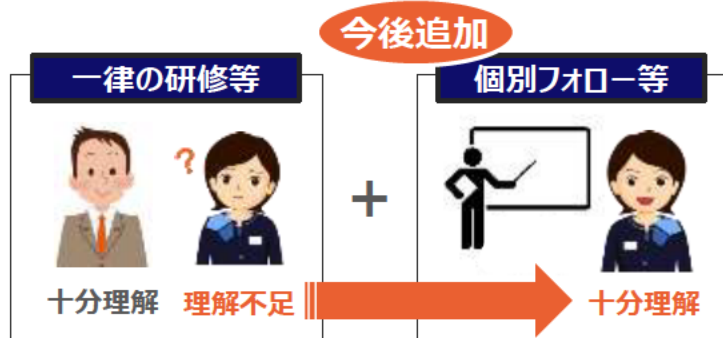 今後追加
一律の研修等
個別フォロー等
?
+
十分理解
理解不足
十分理解